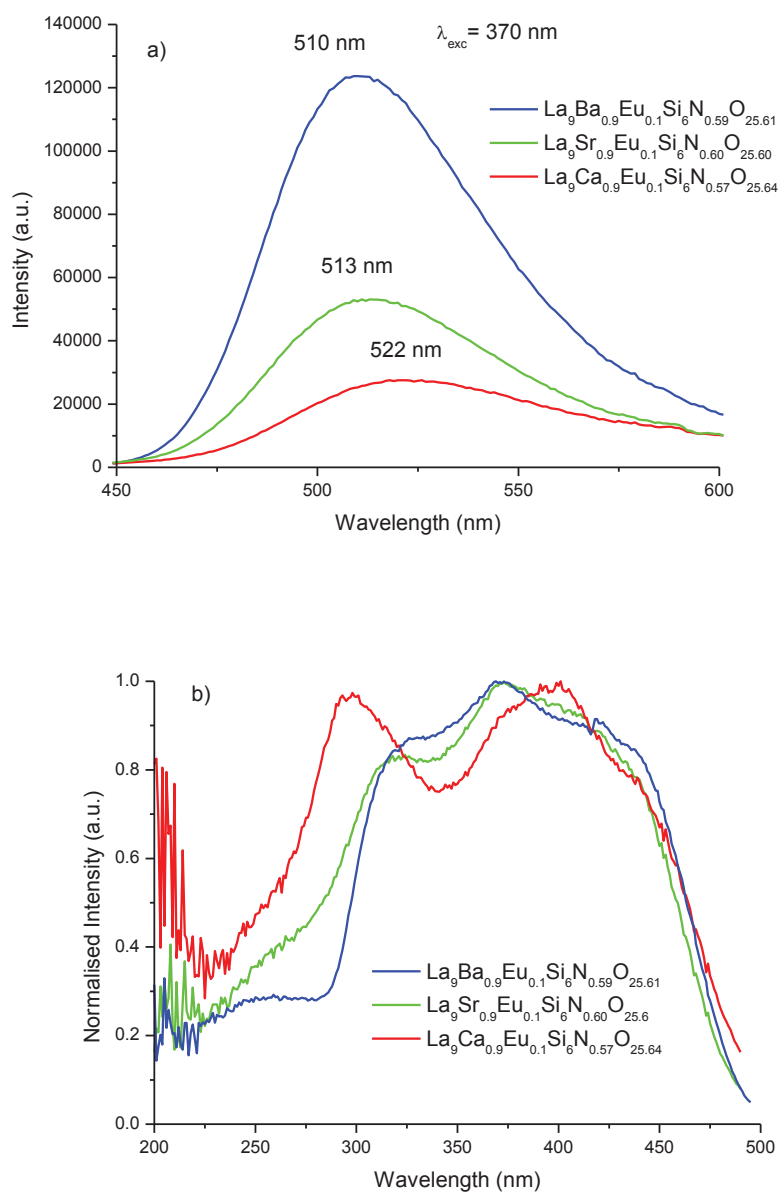 a)
510 nm
λexc= 370 nm
La9Ba0.9Eu0.1Si6N0.59O25.61
La9Sr0.9Eu0.1Si6N0.60O25.60
La9Ca0.9Eu0.1Si6N0.57O25.64
513 nm
522 nm
140000
120000
100000
80000
60000
40000
20000
0
Intensity (a.u.)
450 500 550 600
Wavelength (nm)
b)
1.0
0.8
0.6
0.4
0.2
0.0
Normalised Intensity (a.u.)
La9Ba0.9Eu0.1Si6N0.59O25.61
La9Sr0.9Eu0.1Si6N0.60O25.6
La9Ca0.9Eu0.1Si6N0.57O25.64
200 250 300 350 400 450 500
Wavelength (nm)